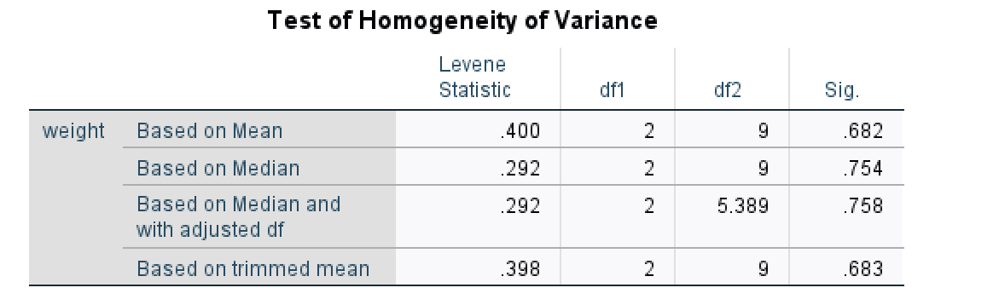 Test of Homogeneity of Variance
Levene
Statistic df1 df2 Sig.
weight Based on Mean .400 2 9 .682
Based on Median .292 2 9 .754
Based on Median and
with adjusted df .292 2 5.389 .758
Based on trimmed mean .398 2 9 .683